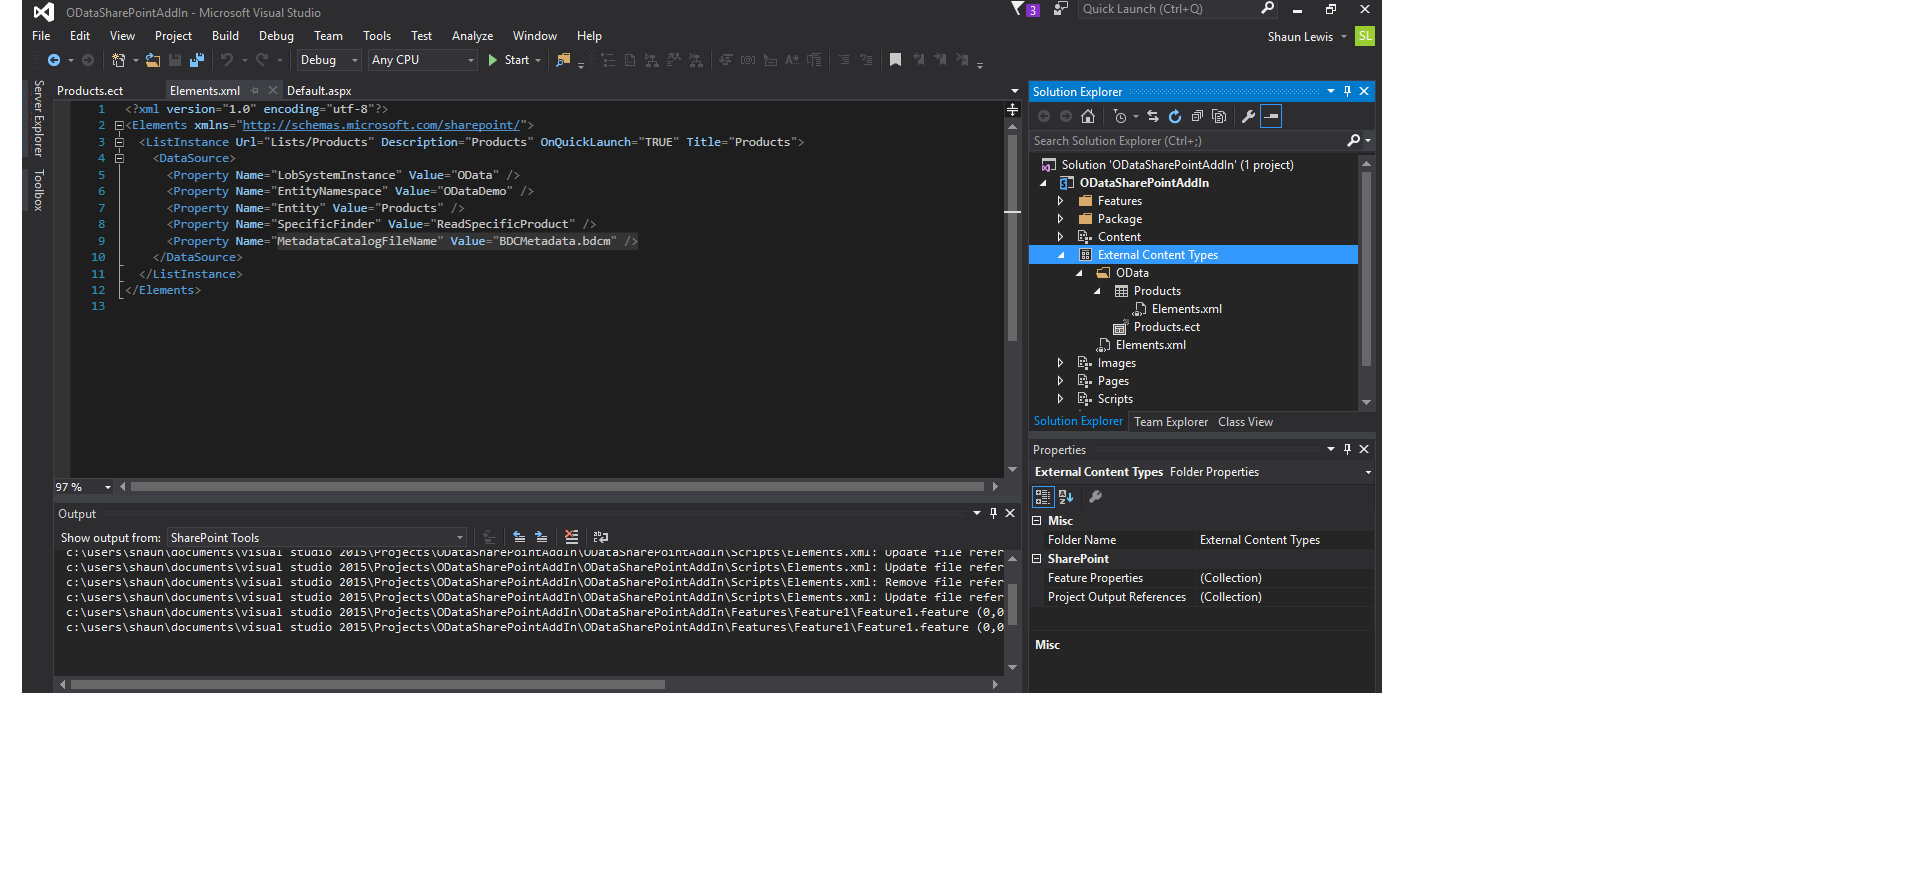 ODataSharePointAddIn - Microsoft Visual Studio
3
Quick Launch (Ctrl+Q)
File Edit View Project Build Debug Team Tools Test Analyze Window Help
Shaun Lewis SL
Debug Any CPU Start
Server Explorer
Toolbox
Products.ect Elements.xml Default.aspx
1 <?xml version="1.0" encoding="utf-8"?>
2 <Elements xmlns="http://schemas.microsoft.com/sharepoint/">
3 <ListInstance Url="Lists/Products" Description="Products" OnQuickLaunch="TRUE" Title="Products">
4 <DataSource>
5 <Property Name="LobSystemInstance" Value="OData" />
6 <Property Name="EntityNamespace" Value="ODataDemo" />
7 <Property Name="Entity" Value="Products" />
8 <Property Name="SpecificFinder" Value="ReadSpecificProduct" />
9 <Property Name="MetadataCatalogFileName" Value="BDCMetadata.bdcm" />
10 </DataSource>
11 </ListInstance>
12 </Elements>
13
97 %
Output
Show output from: SharePoint Tools
c:\users\shaun\documents\visual studio 2015\Projects\ODataSharePointAddIn\ODataSharePointAddIn\Scripts\Elements.xml: Update file refer
c:\users\shaun\documents\visual studio 2015\Projects\ODataSharePointAddIn\ODataSharePointAddIn\Scripts\Elements.xml: Update file refer
c:\users\shaun\documents\visual studio 2015\Projects\ODataSharePointAddIn\ODataSharePointAddIn\Scripts\Elements.xml: Remove file refer
c:\users\shaun\documents\visual studio 2015\Projects\ODataSharePointAddIn\ODataSharePointAddIn\Scripts\Elements.xml: Update file refer
c:\users\shaun\documents\visual studio 2015\Projects\ODataSharePointAddIn\ODataSharePointAddIn\Features\Feature1\Feature1.feature (0,0
c:\users\shaun\documents\visual studio 2015\Projects\ODataSharePointAddIn\ODataSharePointAddIn\Features\Feature1\Feature1.feature (0,0
Solution Explorer
Search Solution Explorer (Ctrl+;)
Solution 'ODataSharePointAddIn' (1 project)
ODataSharePointAddIn
Features
Package
Content
External Content Types
OData
Products
Elements.xml
Products.ect
Elements.xml
Images
Pages
Scripts
Solution Explorer Team Explorer Class View
Properties
External Content Types Folder Properties
Misc
Folder Name External Content Types
SharePoint
Feature Properties (Collection)
Project Output References (Collection)
Misc